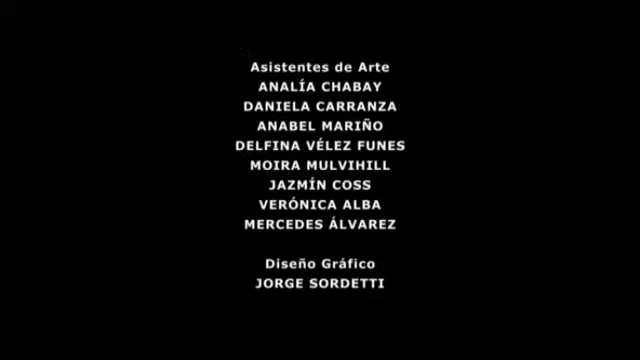 Asistentes de Arte
ANALÍA CHABAY
DANIELA CARRANZA
ANABEL MARIÑO
DELFINA VÉLEZ FUNES
MOIRA MULVIHILL
JAZMÍN COSS
VERÓNICA ALBA
MERCEDES ÁLVAREZ
Diseño Gráfico
JORGE SORDETTI